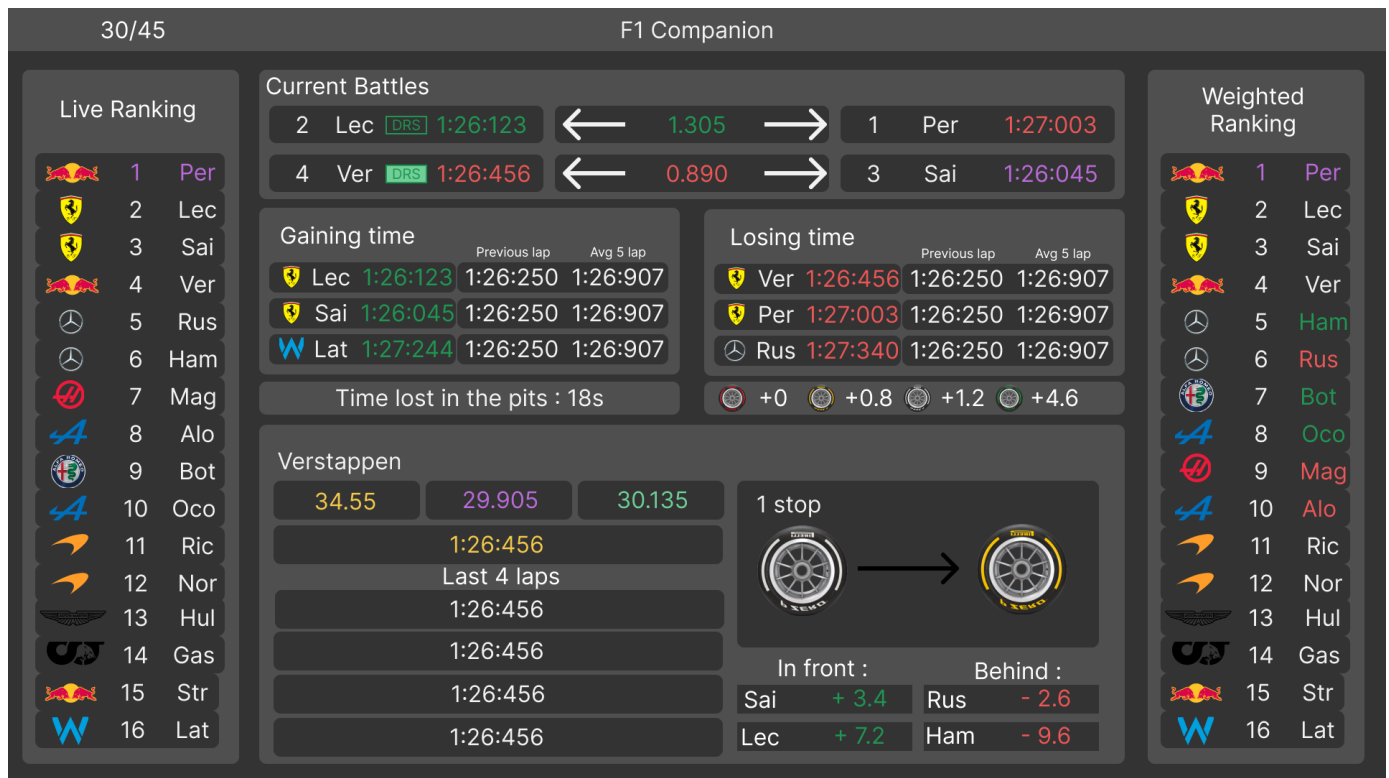 30/45 F1 Companion
Live Ranking
1 Per
2 Lec
3 Sai
4 Ver
5 Rus
6 Ham
7 Mag
8 Alo
9 Bot
10 Oco
11 Ric
12 Nor
13 Hul
14 Gas
15 Str
16 Lat
Current Battles
2 Lec DRS 1:26:123 1.305 1 Per 1:27:003
4 Ver DRS 1:26:456 0.890 3 Sai 1:26:045
Gaining time Previous lap Avg 5 lap
Lec 1:26:123 1:26:250 1:26:907
Sai 1:26:045 1:26:250 1:26:907
Lat 1:27:244 1:26:250 1:26:907
Losing time Previous lap Avg 5 lap
Ver 1:26:456 1:26:250 1:26:907
Per 1:27:003 1:26:250 1:26:907
Rus 1:27:340 1:26:250 1:26:907
Time lost in the pits : 18s
+0 +0.8 +1.2 +4.6
Verstappen
34.55 29.905 30.135
1:26:456
Last 4 laps
1:26:456
1:26:456
1:26:456
1:26:456
1 stop
P ZERO P ZERO
In front :
Sai + 3.4
Lec + 7.2
Behind :
Rus - 2.6
Ham - 9.6
Weighted
Ranking
1 Per
2 Lec
3 Sai
4 Ver
5 Ham
6 Rus
7 Bot
8 Oco
9 Mag
10 Alo
11 Ric
12 Nor
13 Hul
14 Gas
15 Str
16 Lat